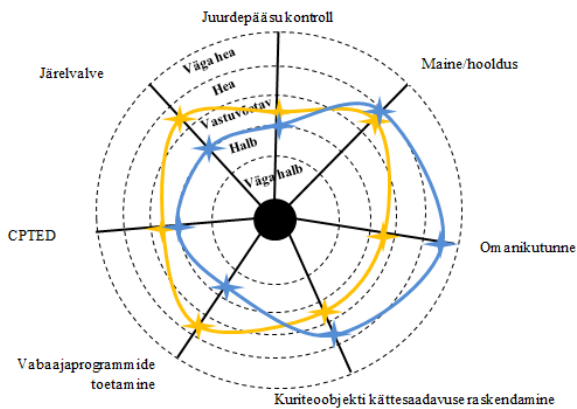 Juurdepääsu kontroll
Väga hea
Järelvalve
Hea
Maine/hooldus
Vastuvõetav
Halb
Väga halb
CPTED
Omanikutunne
Vabaajaprogrammide
toetamine
Kuriteoobjekti kättesaadavuse raskendamine